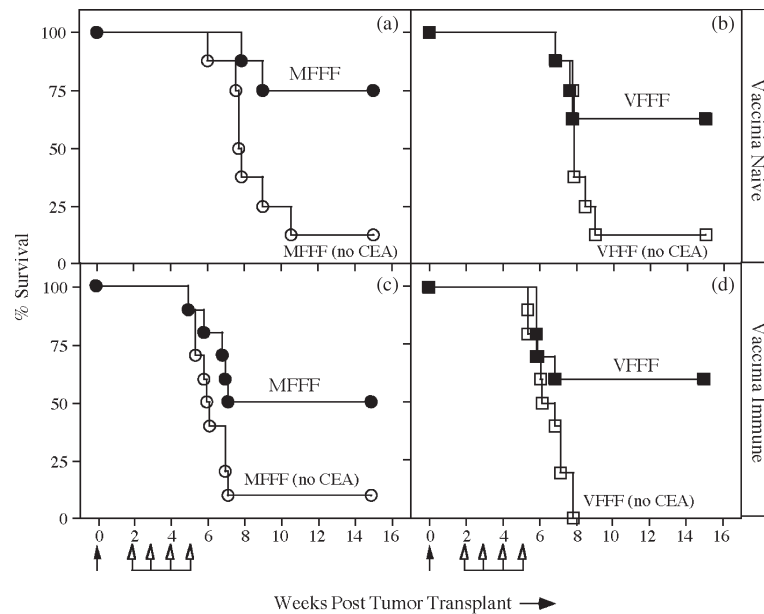 (a)
(b)
100
75
50
25
0
MFFF
MFFF (no CEA)
VFFF
VFFF (no CEA)
Vaccinia Naive
% Survival
(c)
(d)
100
75
50
25
0
MFFF
MFFF (no CEA)
VFFF
VFFF (no CEA)
Vaccinia Immune
0 2 4 6 8 10 12 14 16
0 2 4 6 8 10 12 14 16
Weeks Post Tumor Transplant